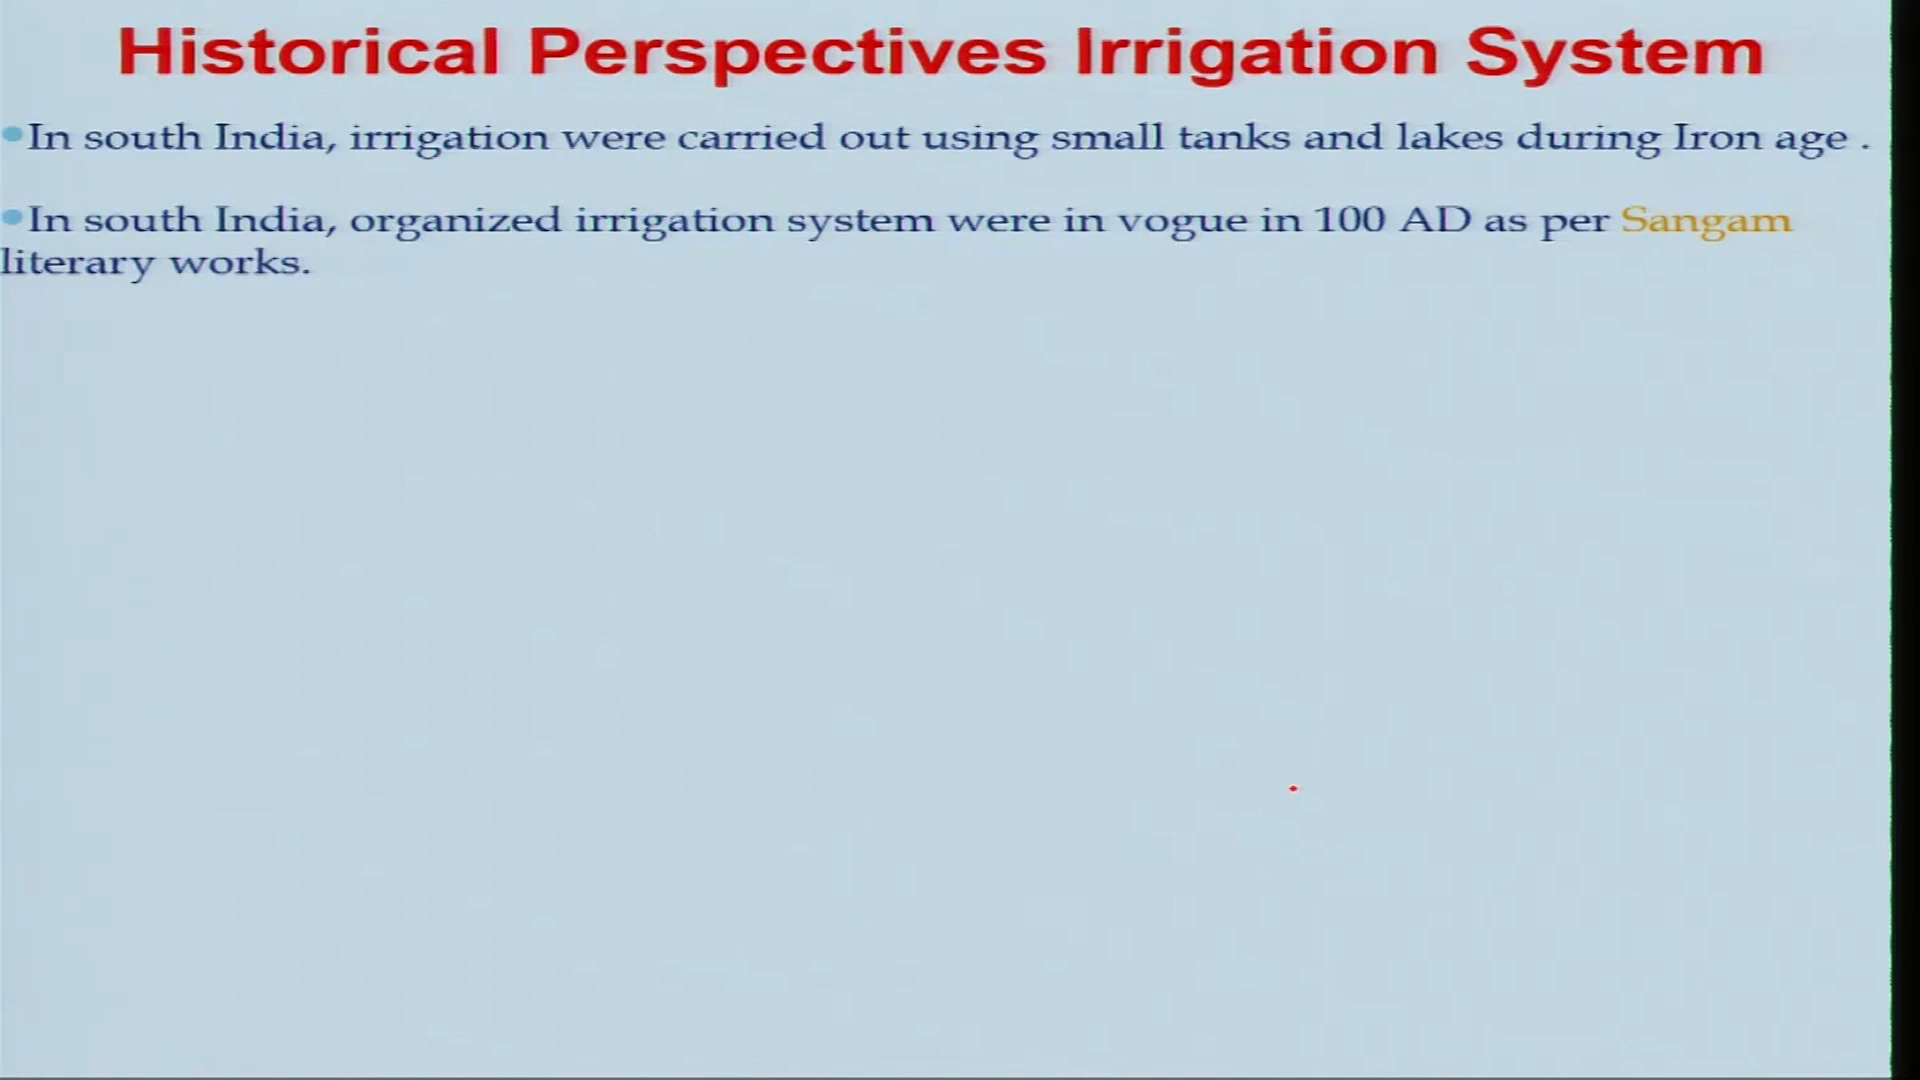 Historical Perspectives Irrigation System
•In south India, irrigation were carried out using small tanks and lakes during Iron age .
•In south India, organized irrigation system were in vogue in 100 AD as per Sangam
literary works.